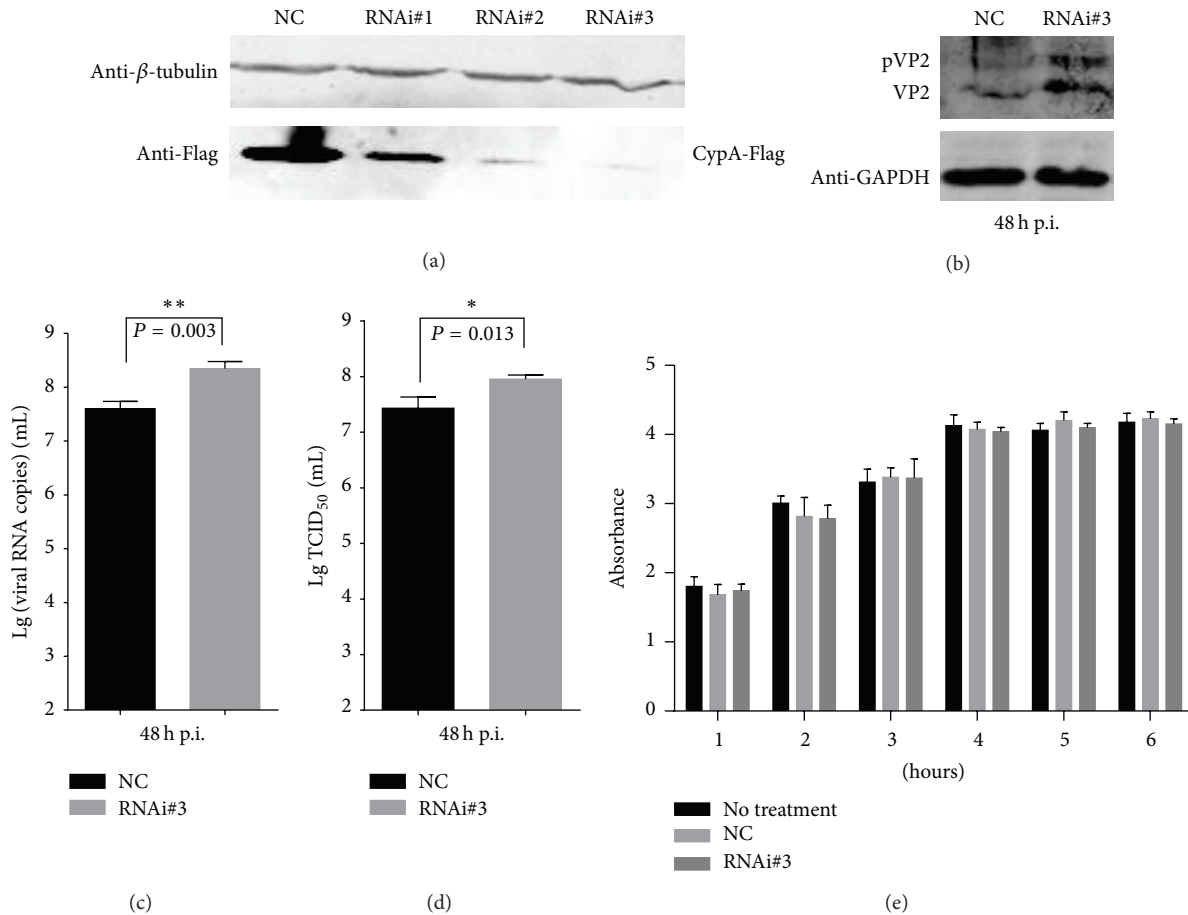 NC RNAi#1 RNAi#2 RNAi#3
Anti-β-tubulin
Anti-Flag
CypA-Flag
(a)
NC RNAi#3
pVP2
VP2
Anti-GAPDH
48 h p.i.
(b)
Lg (viral RNA copies) (mL)
9
8
7
6
5
4
3
2
**
P = 0.003
48 h p.i.
NC
RNAi#3
(c)
Lg TCID50 (mL)
9
8
7
6
5
4
3
2
*
P = 0.013
48 h p.i.
NC
RNAi#3
(d)
Absorbance
5
4
3
2
1
0
1 2 3 4 5 6
(hours)
No treatment
NC
RNAi#3
(e)